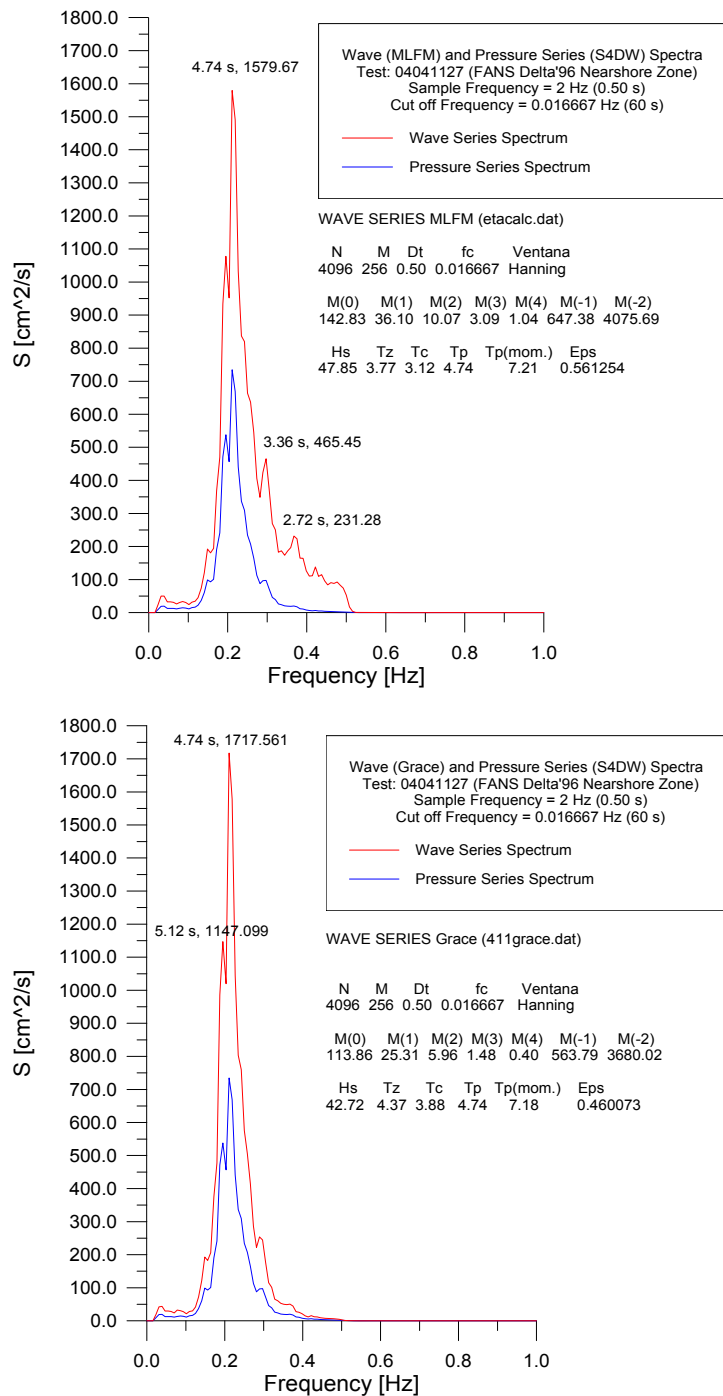 1800.0
1700.0
1600.0
1500.0
1400.0
1300.0
1200.0
1100.0
1000.0
900.0
800.0
700.0
600.0
500.0
400.0
300.0
200.0
100.0
0.0
S [cm^2/s]
0.0 0.2 0.4 0.6 0.8 1.0
Frequency [Hz]
4.74 s, 1579.67
3.36 s, 465.45
2.72 s, 231.28
Wave (MLFM) and Pressure Series (S4DW) Spectra
Test: 04041127 (FANS Delta'96 Nearshore Zone)
Sample Frequency = 2 Hz (0.50 s)
Cut off Frequency = 0.016667 Hz (60 s)
Wave Series Spectrum
Pressure Series Spectrum
WAVE SERIES MLFM (etacalc.dat)
N M Dt fc Ventana
4096 256 0.50 0.016667 Hanning
M(0) M(1) M(2) M(3) M(4) M(-1) M(-2)
142.83 36.10 10.07 3.09 1.04 647.38 4075.69
Hs Tz Tc Tp Tp(mom.) Eps
47.85 3.77 3.12 4.74 7.21 0.561254
1800.0
1700.0
1600.0
1500.0
1400.0
1300.0
1200.0
1100.0
1000.0
900.0
800.0
700.0
600.0
500.0
400.0
300.0
200.0
100.0
0.0
S [cm^2/s]
0.0 0.2 0.4 0.6 0.8 1.0
Frequency [Hz]
4.74 s, 1717.561
5.12 s, 1147.099
Wave (Grace) and Pressure Series (S4DW) Spectra
Test: 04041127 (FANS Delta'96 Nearshore Zone)
Sample Frequency = 2 Hz (0.50 s)
Cut off Frequency = 0.016667 Hz (60 s)
Wave Series Spectrum
Pressure Series Spectrum
WAVE SERIES Grace (411grace.dat)
N M Dt fc Ventana
4096 256 0.50 0.016667 Hanning
M(0) M(1) M(2) M(3) M(4) M(-1) M(-2)
113.86 25.31 5.96 1.48 0.40 563.79 3680.02
Hs Tz Tc Tp Tp(mom.) Eps
42.72 4.37 3.88 4.74 7.18 0.460073